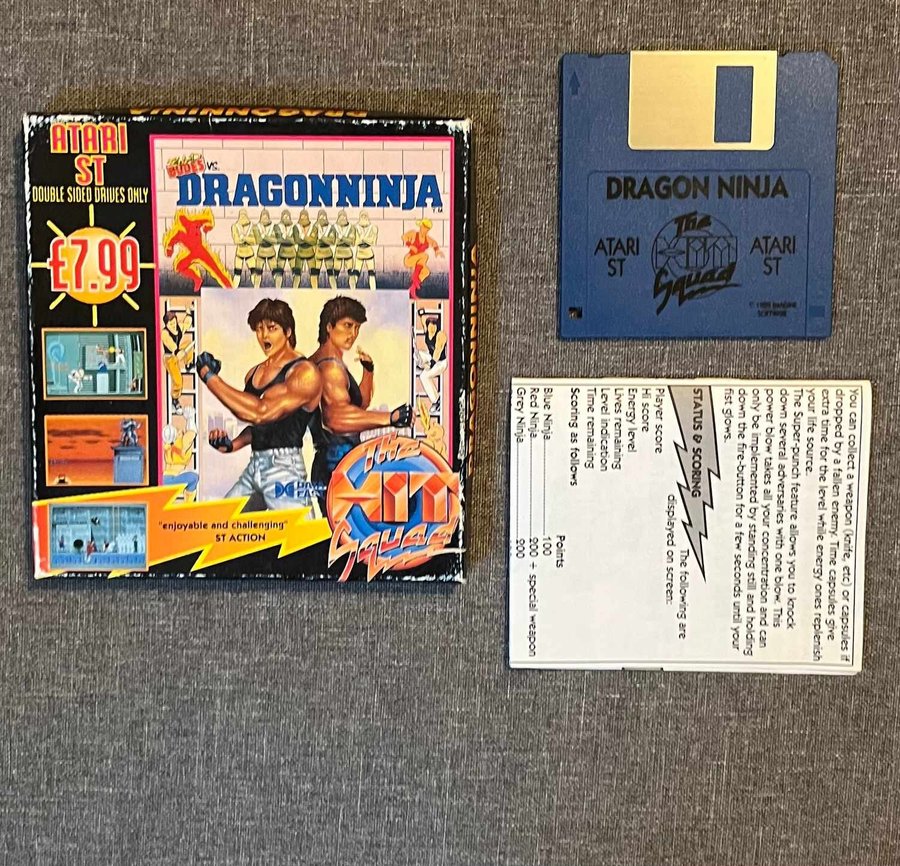 DRAGONNINJA
ATARI
ST
DOUBLE SIDED DRIVES ONLY
£7.99
DUDES VS.
DRAGONNINJA
TM
The
HIT
Squad
"enjoyable and challenging"
ST ACTION
DRAGON NINJA
ATARI
ST
The
HIT
Squad
ATARI
ST
SOFTWARE
You can collect a weapon (knife, etc) or capsules if
dropped by a fallen enemy. Time capsules give
extra time for the level while energy ones replenish
your life source.
The Super-punch feature allows you to knock
down several adversaries with one blow. This
power blow takes all your concentration and can
only be implemented by standing still and holding
down the fire-button for a few seconds until your
fist glows.
STATUS & SCORING
The following are
displayed on screen:
Player score
Hi score
Energy level
Lives remaining
Level indication
Time remaining
Scoring as follows
Points
Blue Ninja 100
Red Ninja 200 + special weapon
Grey Ninja 200